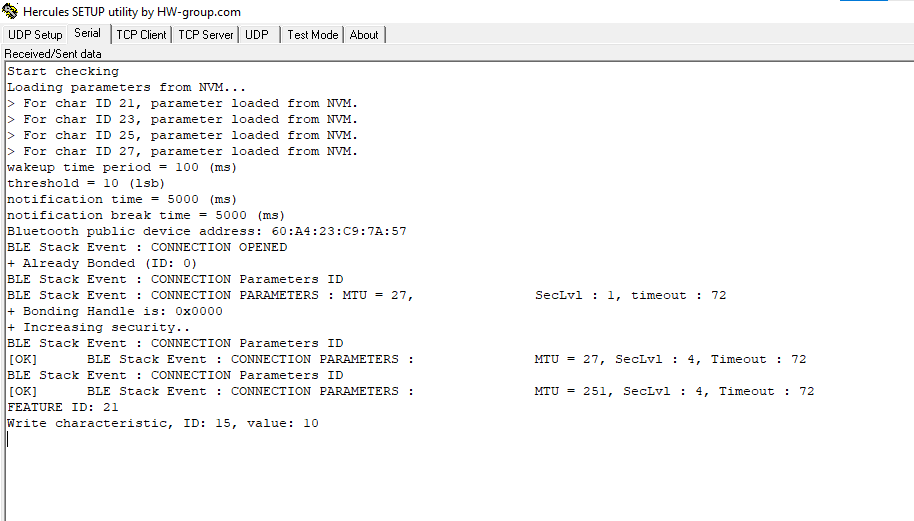 Hercules SETUP utility by HW-group.com
UDP Setup Serial TCP Client TCP Server UDP Test Mode About
Received/Sent data
Start checking
Loading parameters from NVM...
> For char ID 21, parameter loaded from NVM.
> For char ID 23, parameter loaded from NVM.
> For char ID 25, parameter loaded from NVM.
> For char ID 27, parameter loaded from NVM.
wakeup time period = 100 (ms)
threshold = 10 (lsb)
notification time = 5000 (ms)
notification break time = 5000 (ms)
Bluetooth public device address: 60:A4:23:C9:7A:57
BLE Stack Event : CONNECTION OPENED
+ Already Bonded (ID: 0)
BLE Stack Event : CONNECTION Parameters ID
BLE Stack Event : CONNECTION PARAMETERS : MTU = 27, SecLvl : 1, timeout : 72
+ Bonding Handle is: 0x0000
+ Increasing security..
BLE Stack Event : CONNECTION Parameters ID
[OK] BLE Stack Event : CONNECTION PARAMETERS : MTU = 27, SecLvl : 4, Timeout : 72
BLE Stack Event : CONNECTION Parameters ID
[OK] BLE Stack Event : CONNECTION PARAMETERS : MTU = 251, SecLvl : 4, Timeout : 72
FEATURE ID: 21
Write characteristic, ID: 15, value: 10